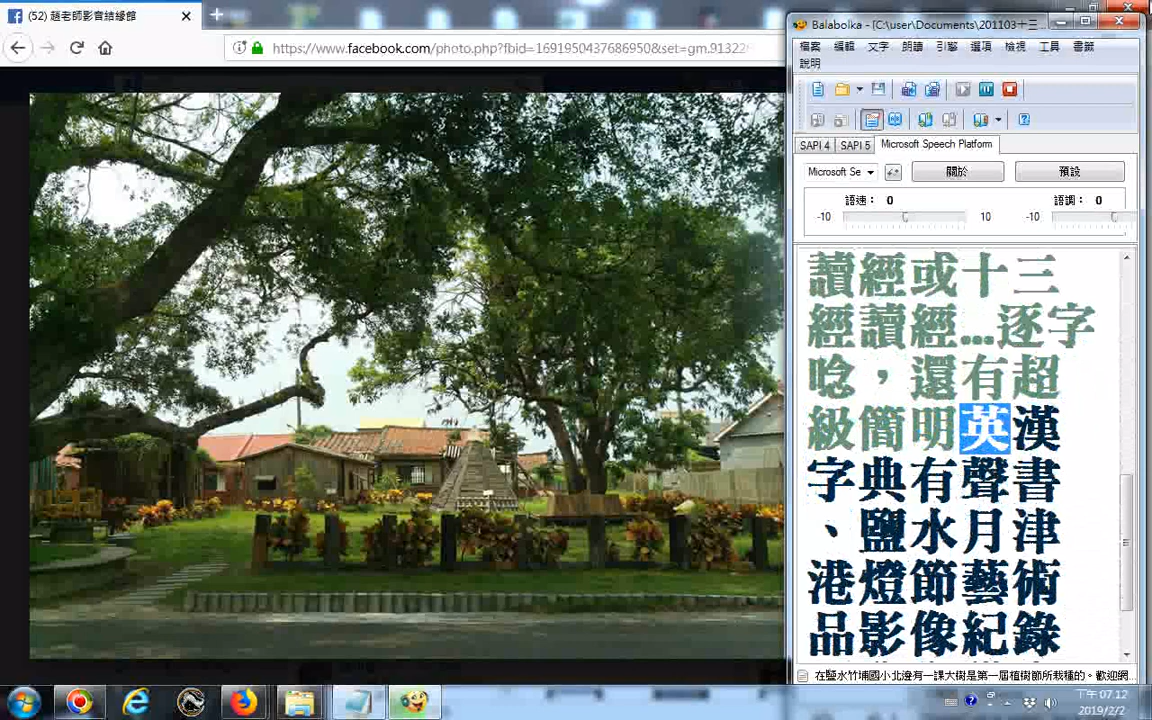 (52) 趙老師影音結緣館
https://www.facebook.com/photo.php?fbid=1691950437686950&set=gm.91322
Balabolka - [C:\user\Documents\201103十三...
檔案 編輯 文字 朗讀 引擎 選項 檢視 工具 書籤
說明
SAPI 4 SAPI 5 Microsoft Speech Platform
Microsoft Se 關於 預設
語速： 0 語調： 0
-10 10 -10
讀經或十三
經讀經...逐字
唸，還有超
級簡明英漢
字典有聲書
、鹽水月津
港燈節藝術
品影像紀錄
在鹽水竹埔國小北邊有一課大樹是第一屆植樹節所栽種的。歡迎網...
下午 07:12
2019/2/2